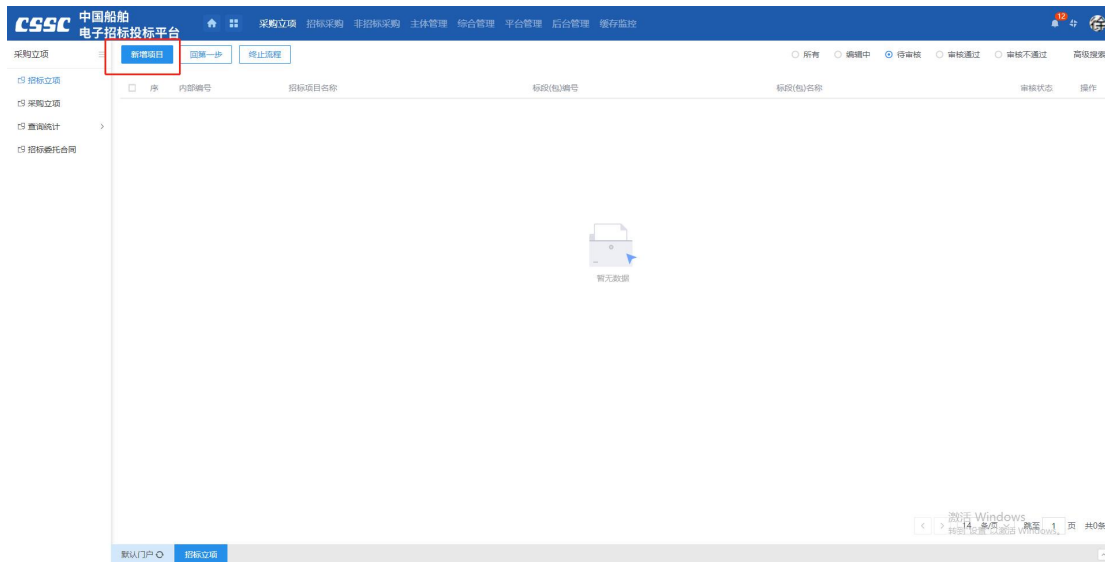 CSSC 中国船舶
电子招标投标平台
采购立项 招标采购 非招标采购 主体管理 综合管理 平台管理 后台管理 缓存监控
12
采购立项
新增项目 回第一步 终止流程
所有 编辑中 待审核 审核通过 审核不通过 高级搜索
招标立项
采购立项
查询统计
招标委托合同
序 内部编号 招标项目名称 标段(包)编号 标段(包)名称 审核状态 操作
暂无数据
激活 Windows
转到"设置"以激活 Windows。
14 条/页 跳至 1 页 共0条
默认门户 招标立项